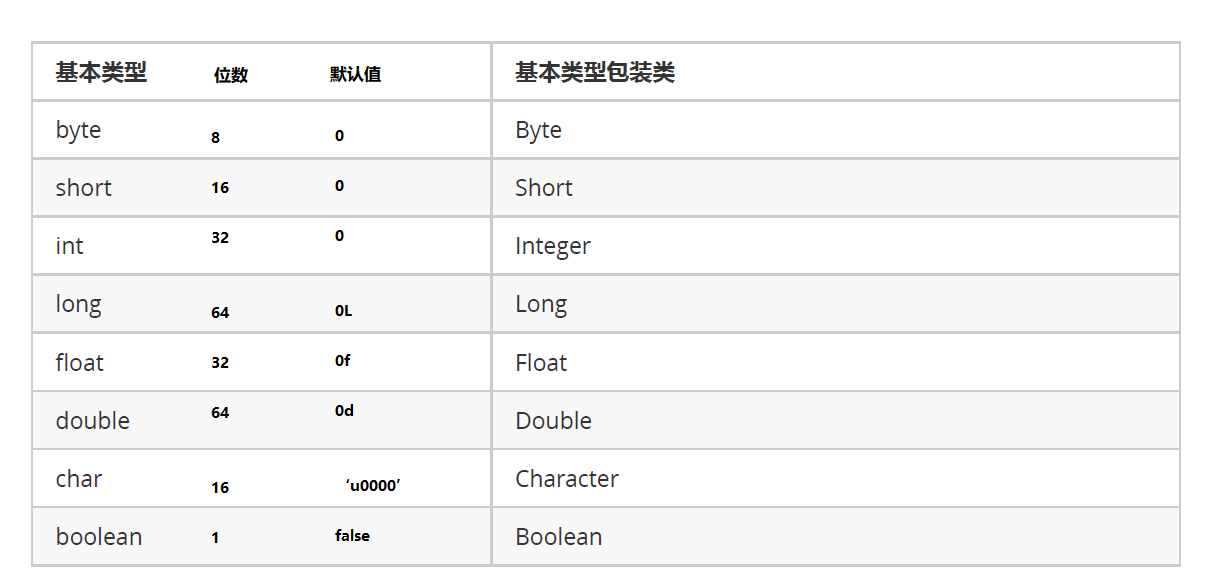 基本类型 位数 默认值 基本类型包装类
byte 8 0 Byte
short 16 0 Short
int 32 0 Integer
long 64 0L Long
float 32 0f Float
double 64 0d Double
char 16 ‘u0000’ Character
boolean 1 false Boolean